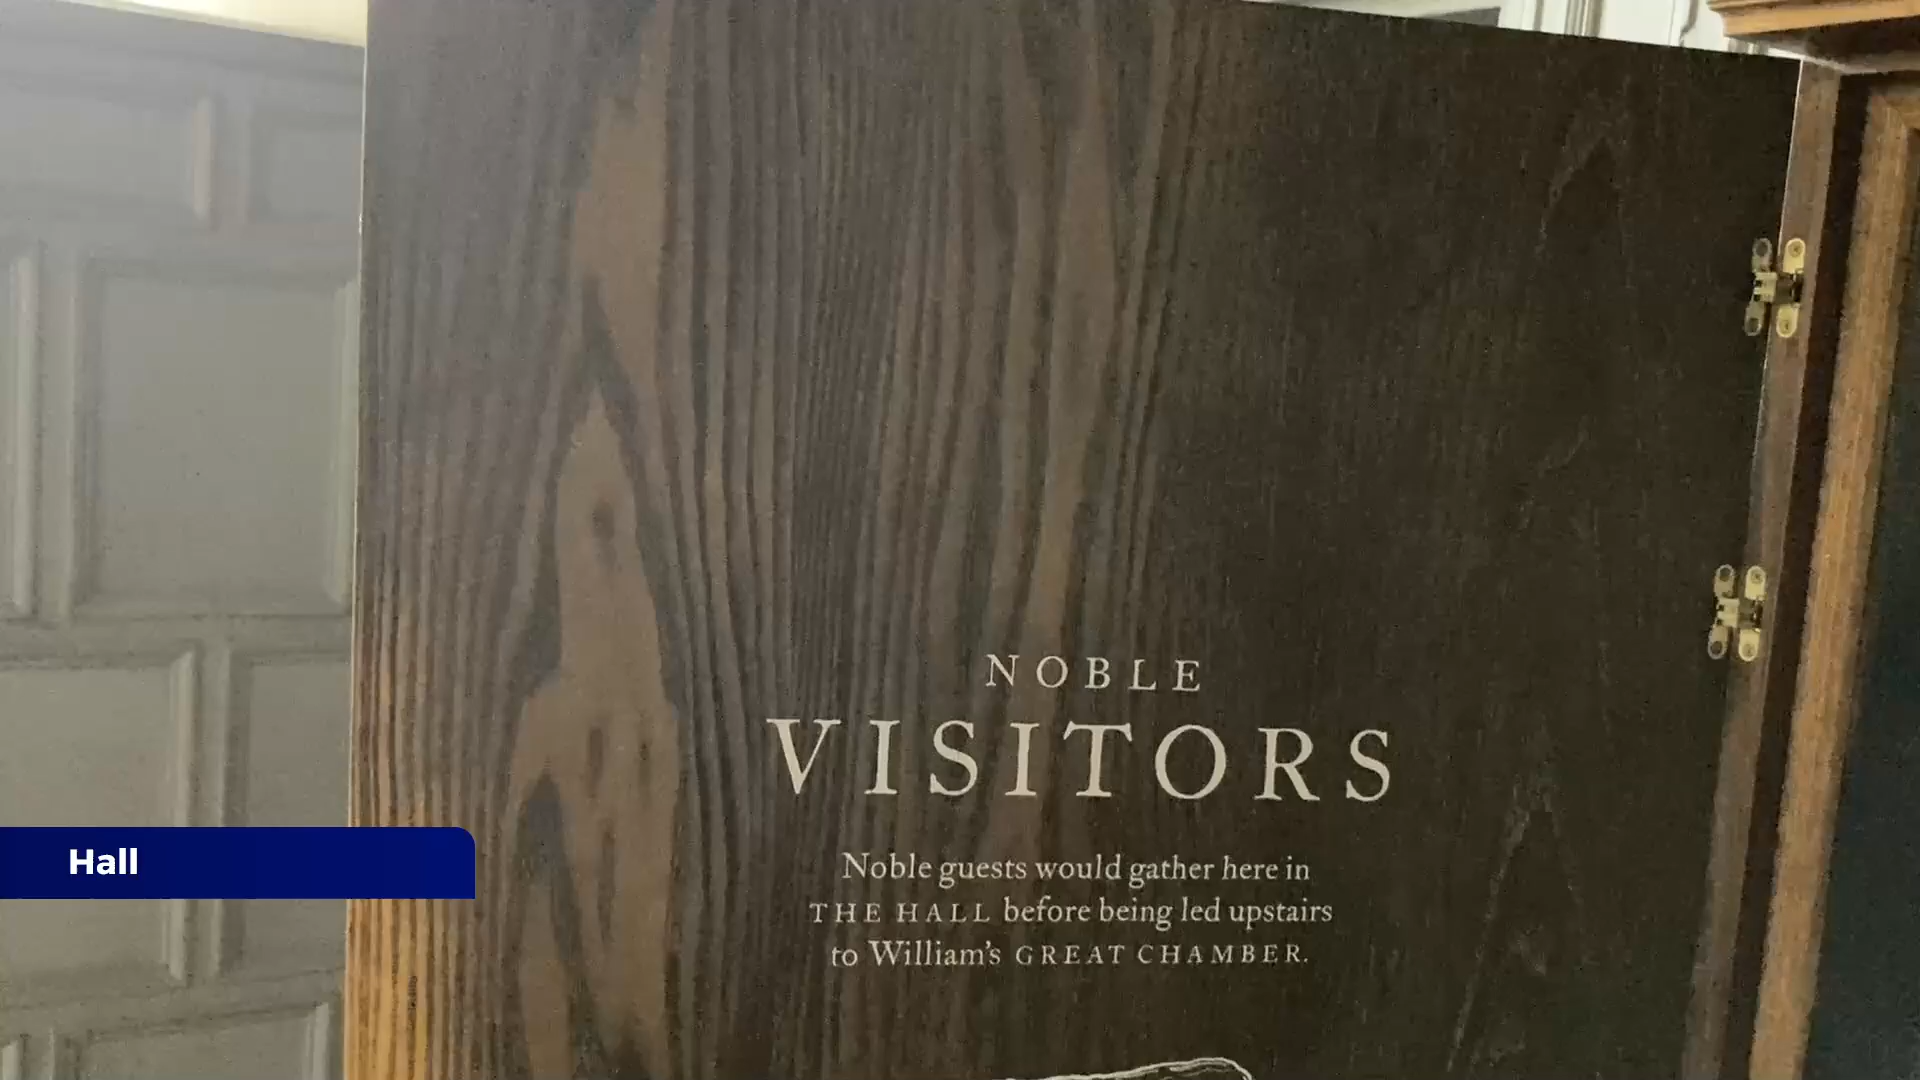 NOBLE
VISITORS
Noble guests would gather here in
THE HALL before being led upstairs
to William's GREAT CHAMBER.
Hall